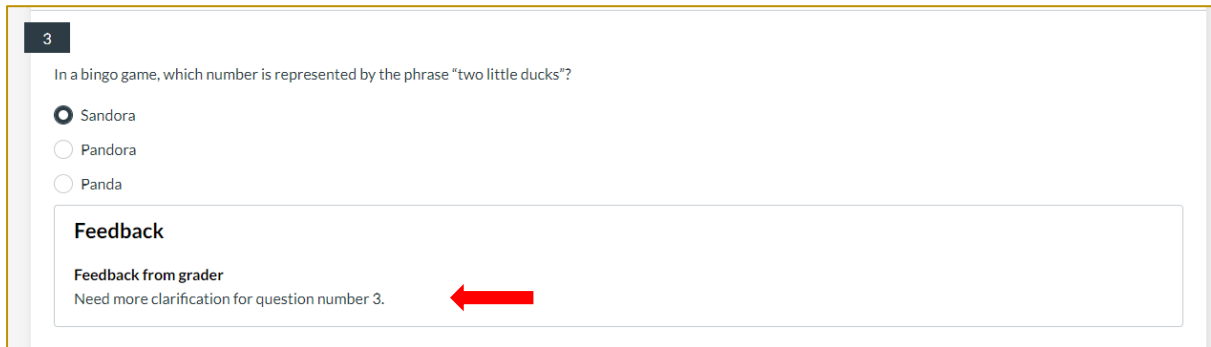 3
In a bingo game, which number is represented by the phrase “two little ducks”?
Sandora
Pandora
Panda
Feedback
Feedback from grader
Need more clarification for question number 3.